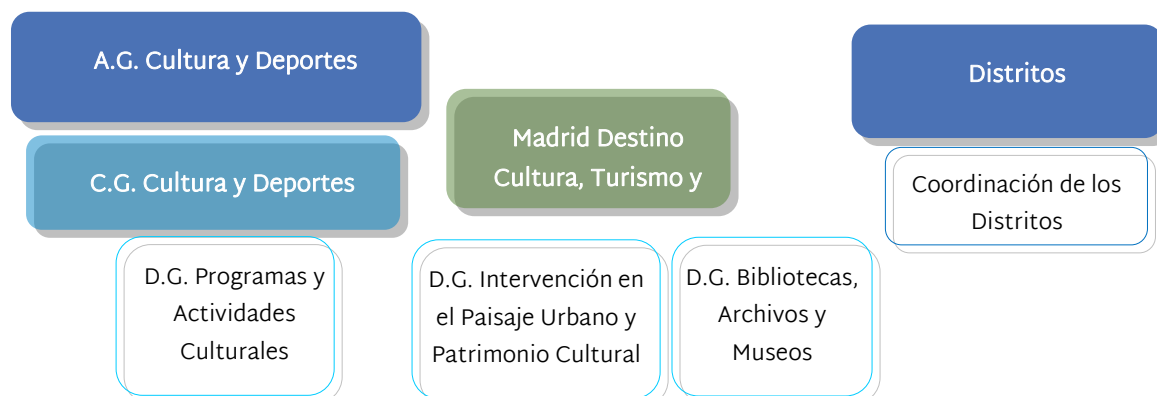 A.G. Cultura y Deportes
C.G. Cultura y Deportes
Madrid Destino
Cultura, Turismo y
Distritos
Coordinación de los
Distritos
D.G. Programas y
Actividades
Culturales
D.G. Intervención en
el Paisaje Urbano y
Patrimonio Cultural
D.G. Bibliotecas,
Archivos y
Museos